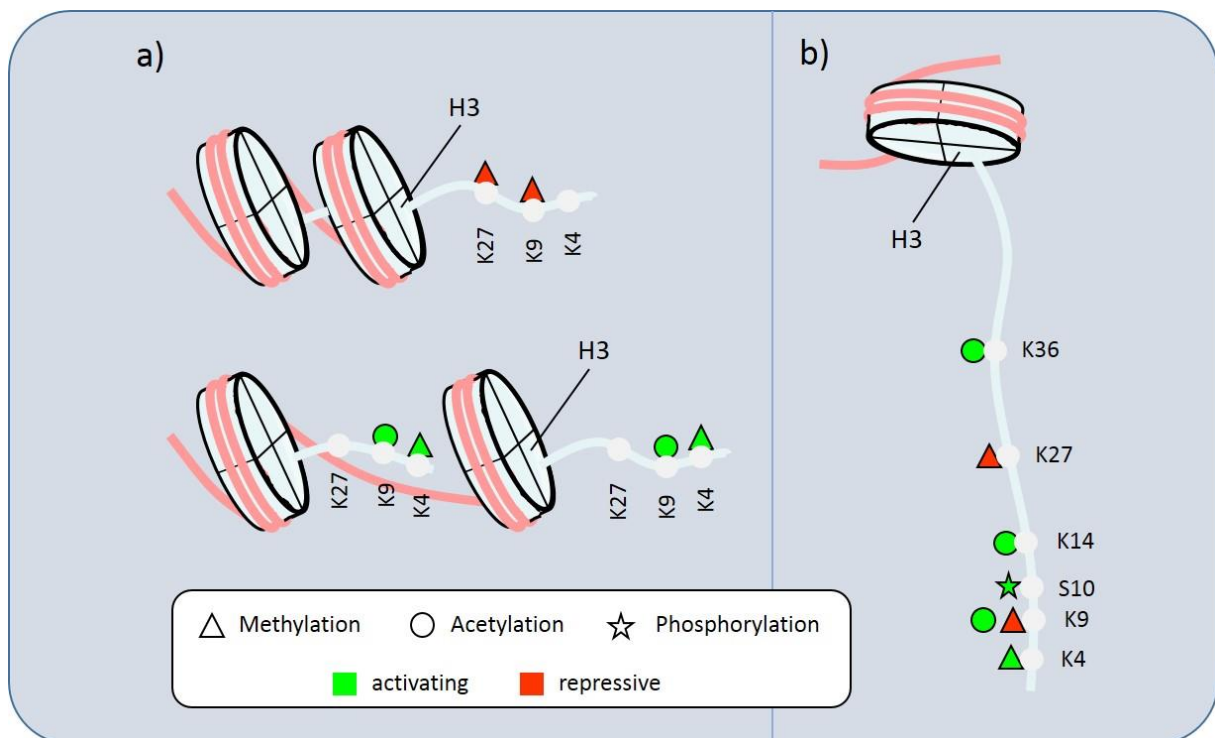 a)
H3
K27
K9
K4
H3
K27
K9
K4
K27
K9
K4
Methylation
Acetylation
Phosphorylation
activating
repressive
b)
H3
K36
K27
K14
S10
K9
K4